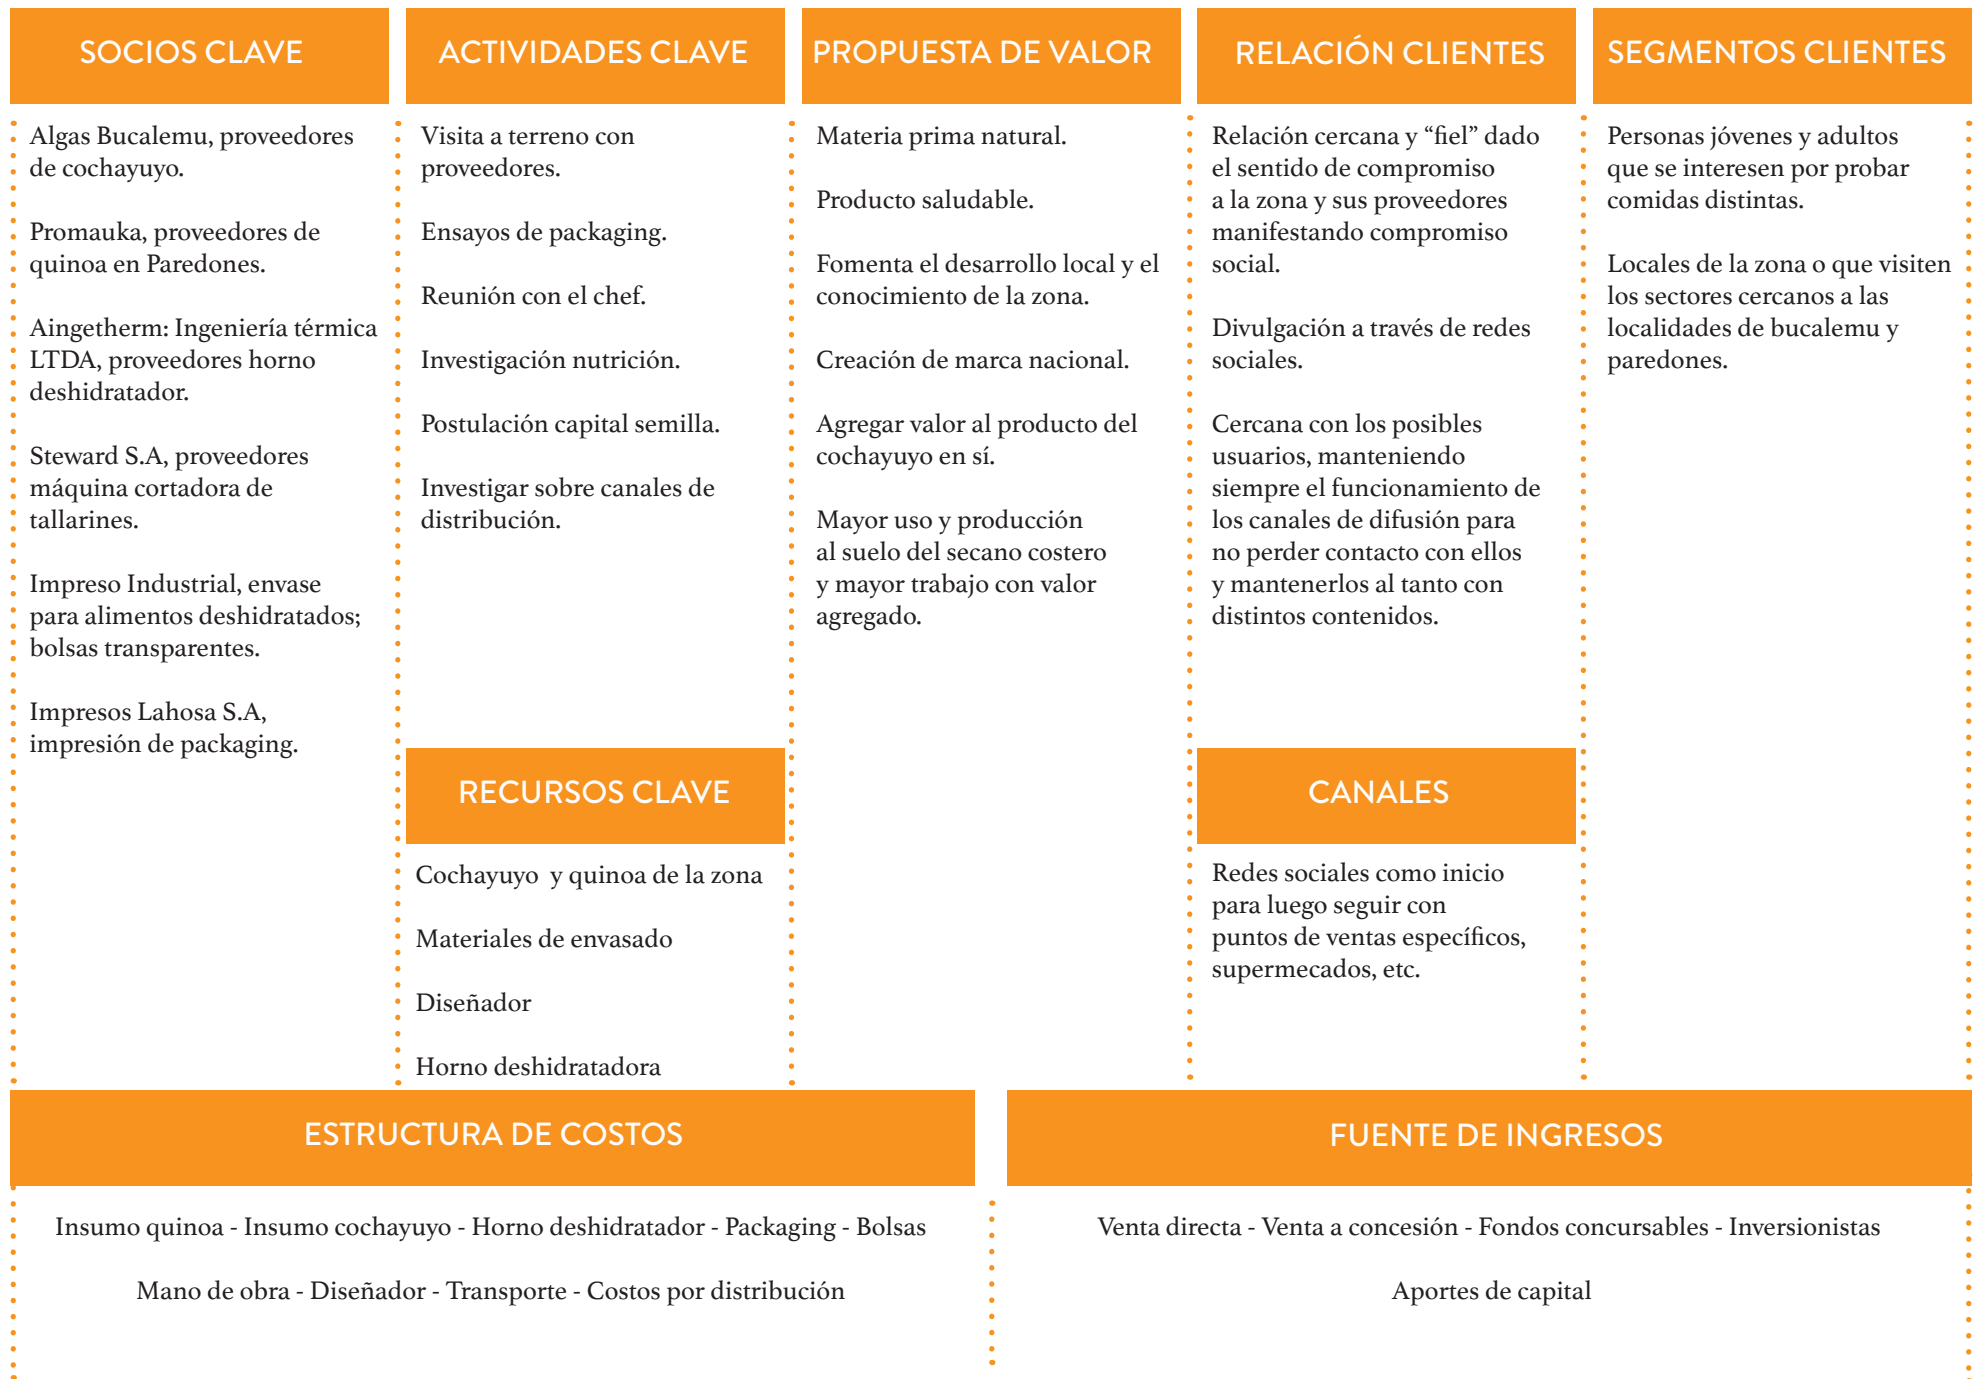 SOCIOS CLAVE
Algas Bucalemu, proveedores
de cochayuyo.
Promauka, proveedores de
quinoa en Paredones.
Aingetherm: Ingeniería térmica
LTDA, proveedores horno
deshidratador.
Steward S.A, proveedores
máquina cortadora de
tallarines.
Impreso Industrial, envase
para alimentos deshidratados;
bolsas transparentes.
Impresos Lahosa S.A,
impresión de packaging.
ACTIVIDADES CLAVE
Visita a terreno con
proveedores.
Ensayos de packaging.
Reunión con el chef.
Investigación nutrición.
Postulación capital semilla.
Investigar sobre canales de
distribución.
RECURSOS CLAVE
Cochayuyo y quinoa de la zona
Materiales de envasado
Diseñador
Horno deshidratadora
PROPUESTA DE VALOR
Materia prima natural.
Producto saludable.
Fomenta el desarrollo local y el
conocimiento de la zona.
Creación de marca nacional.
Agregar valor al producto del
cochayuyo en sí.
Mayor uso y producción
al suelo del secano costero
y mayor trabajo con valor
agregado.
RELACIÓN CLIENTES
Relación cercana y “fiel” dado
el sentido de compromiso
a la zona y sus proveedores
manifestando compromiso
social.
Divulgación a través de redes
sociales.
Cercana con los posibles
usuarios, manteniendo
siempre el funcionamiento de
los canales de difusión para
no perder contacto con ellos
y mantenerlos al tanto con
distintos contenidos.
CANALES
Redes sociales como inicio
para luego seguir con
puntos de ventas específicos,
supermecados, etc.
SEGMENTOS CLIENTES
Personas jóvenes y adultos
que se interesen por probar
comidas distintas.
Locales de la zona o que visiten
los sectores cercanos a las
localidades de bucalemu y
paredones.
ESTRUCTURA DE COSTOS
Insumo quinoa - Insumo cochayuyo - Horno deshidratador - Packaging - Bolsas
Mano de obra - Diseñador - Transporte - Costos por distribución
FUENTE DE INGRESOS
Venta directa - Venta a concesión - Fondos concursables - Inversionistas
Aportes de capital